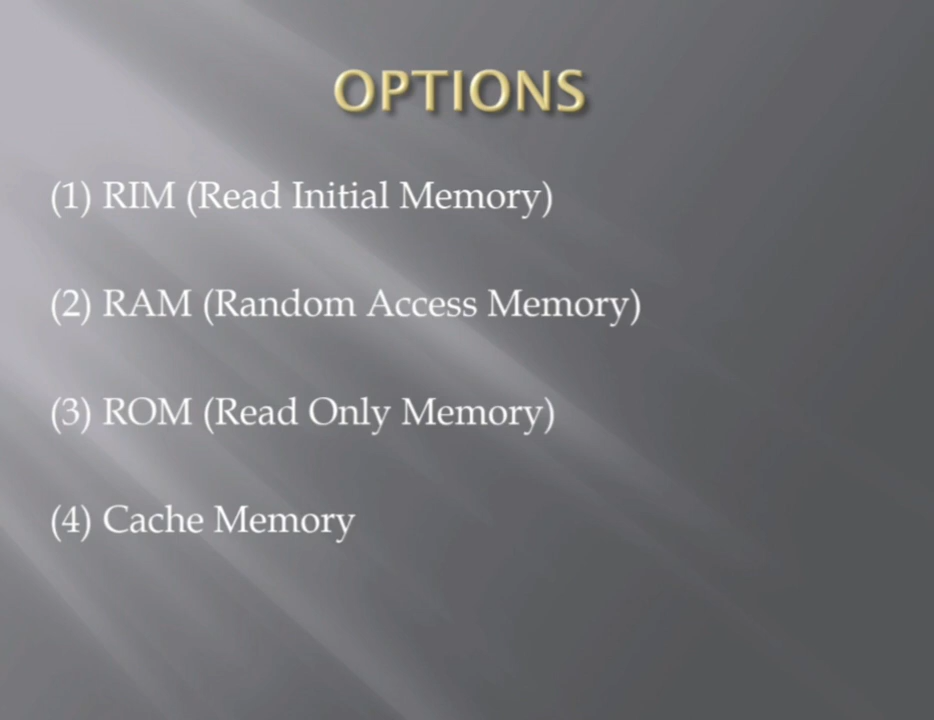 OPTIONS
(1) RIM (Read Initial Memory)
(2) RAM (Random Access Memory)
(3) ROM (Read Only Memory)
(4) Cache Memory